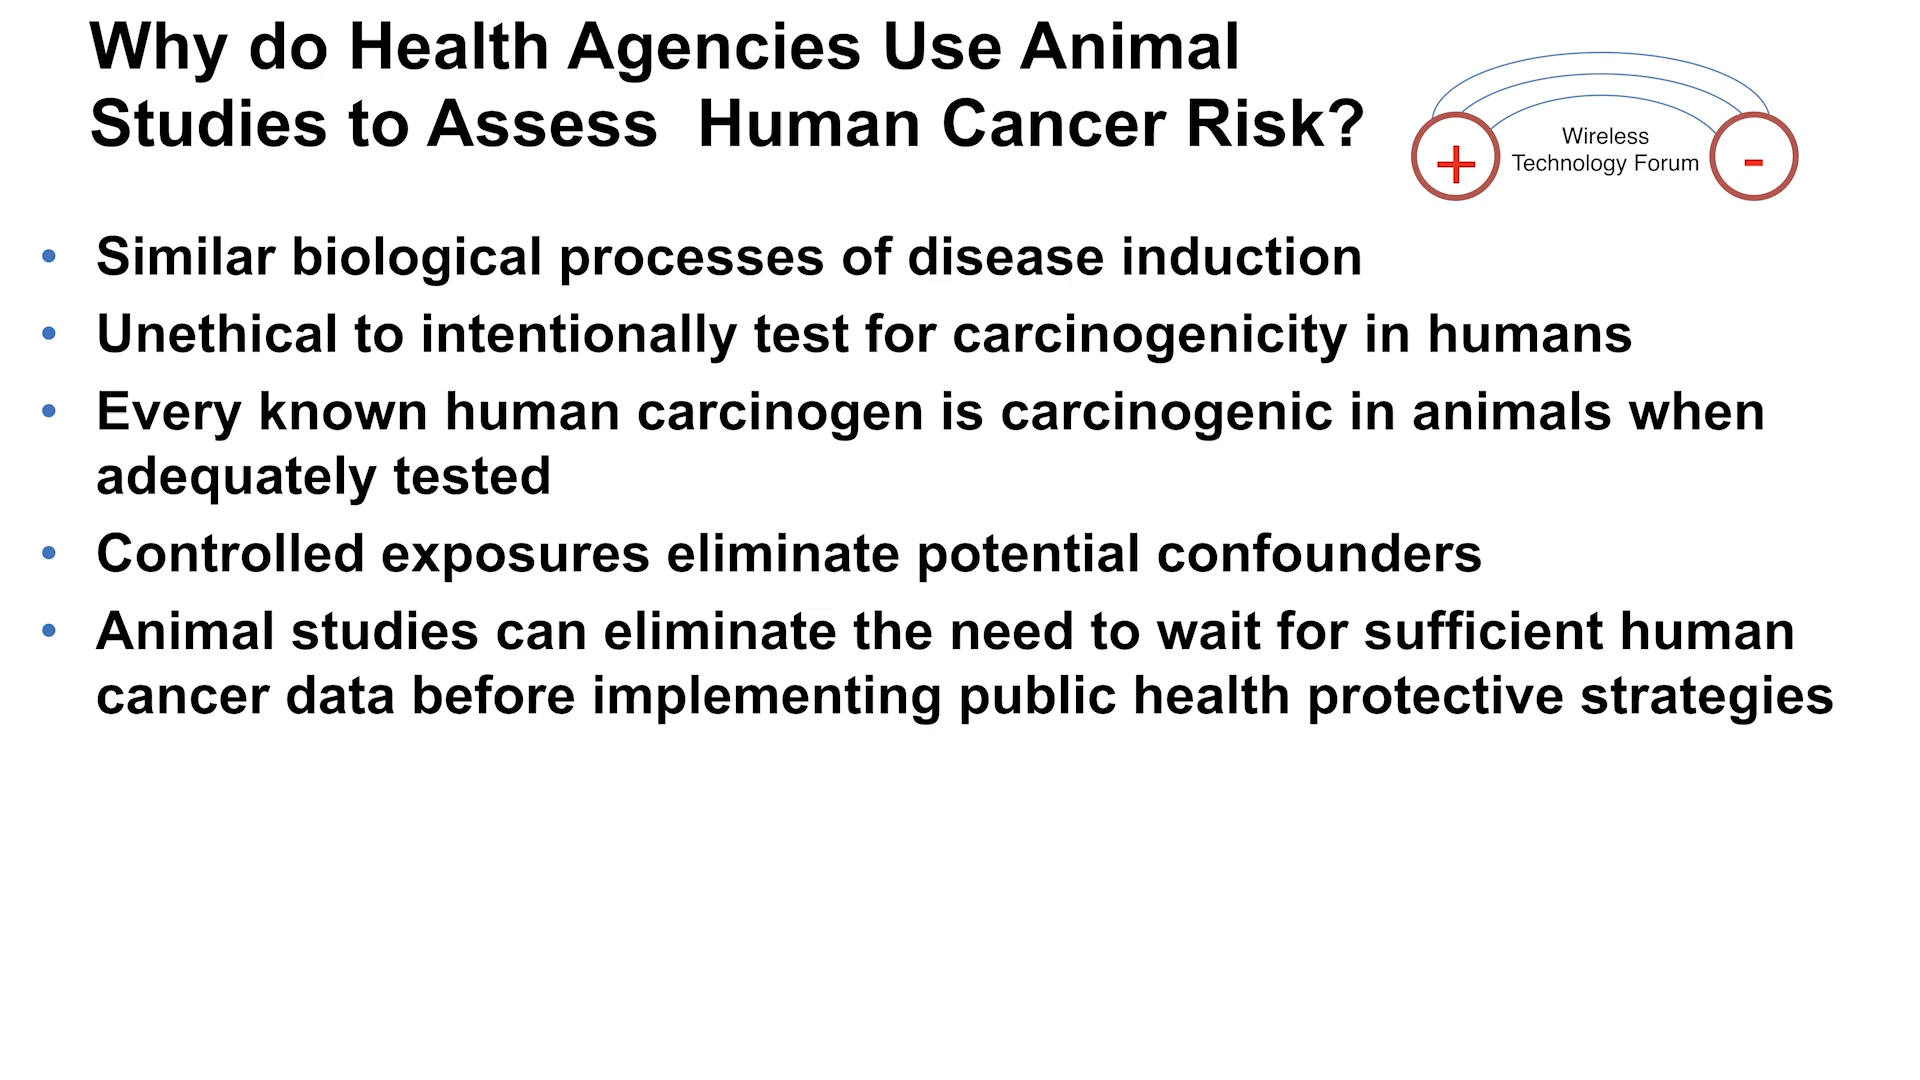 Why do Health Agencies Use Animal
Studies to Assess  Human Cancer Risk?
+
Wireless
Technology Forum
-
• Similar biological processes of disease induction
• Unethical to intentionally test for carcinogenicity in humans
• Every known human carcinogen is carcinogenic in animals when
adequately tested
• Controlled exposures eliminate potential confounders
• Animal studies can eliminate the need to wait for sufficient human
cancer data before implementing public health protective strategies